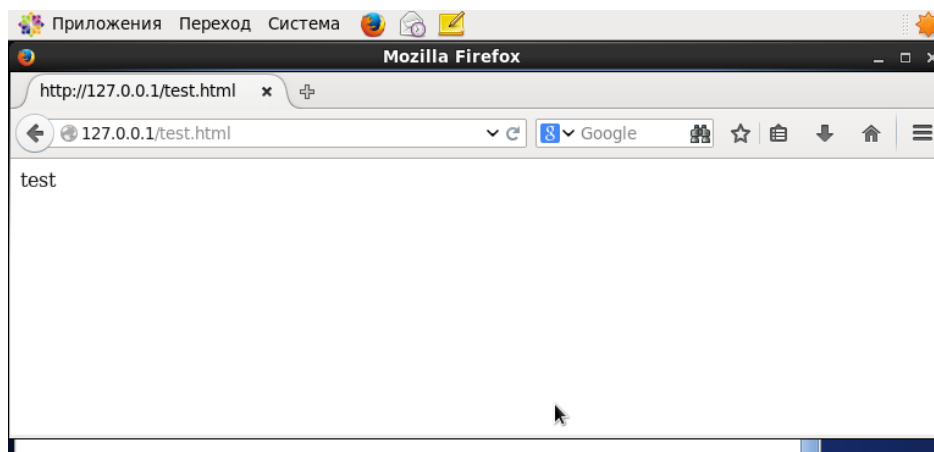 Приложения Переход Система
Mozilla Firefox
http://127.0.0.1/test.html
127.0.0.1/test.html
8 Google
test